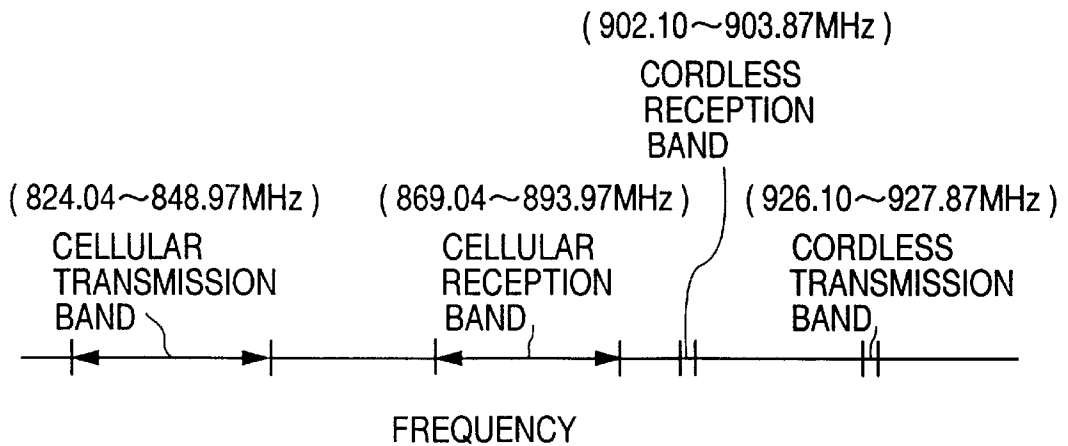 (902.10～903.87MHz)
CORDLESS
RECEPTION
BAND
(824.04～848.97MHz)
CELLULAR
TRANSMISSION
BAND
(869.04～893.97MHz)
CELLULAR
RECEPTION
BAND
(926.10～927.87MHz)
CORDLESS
TRANSMISSION
BAND
FREQUENCY